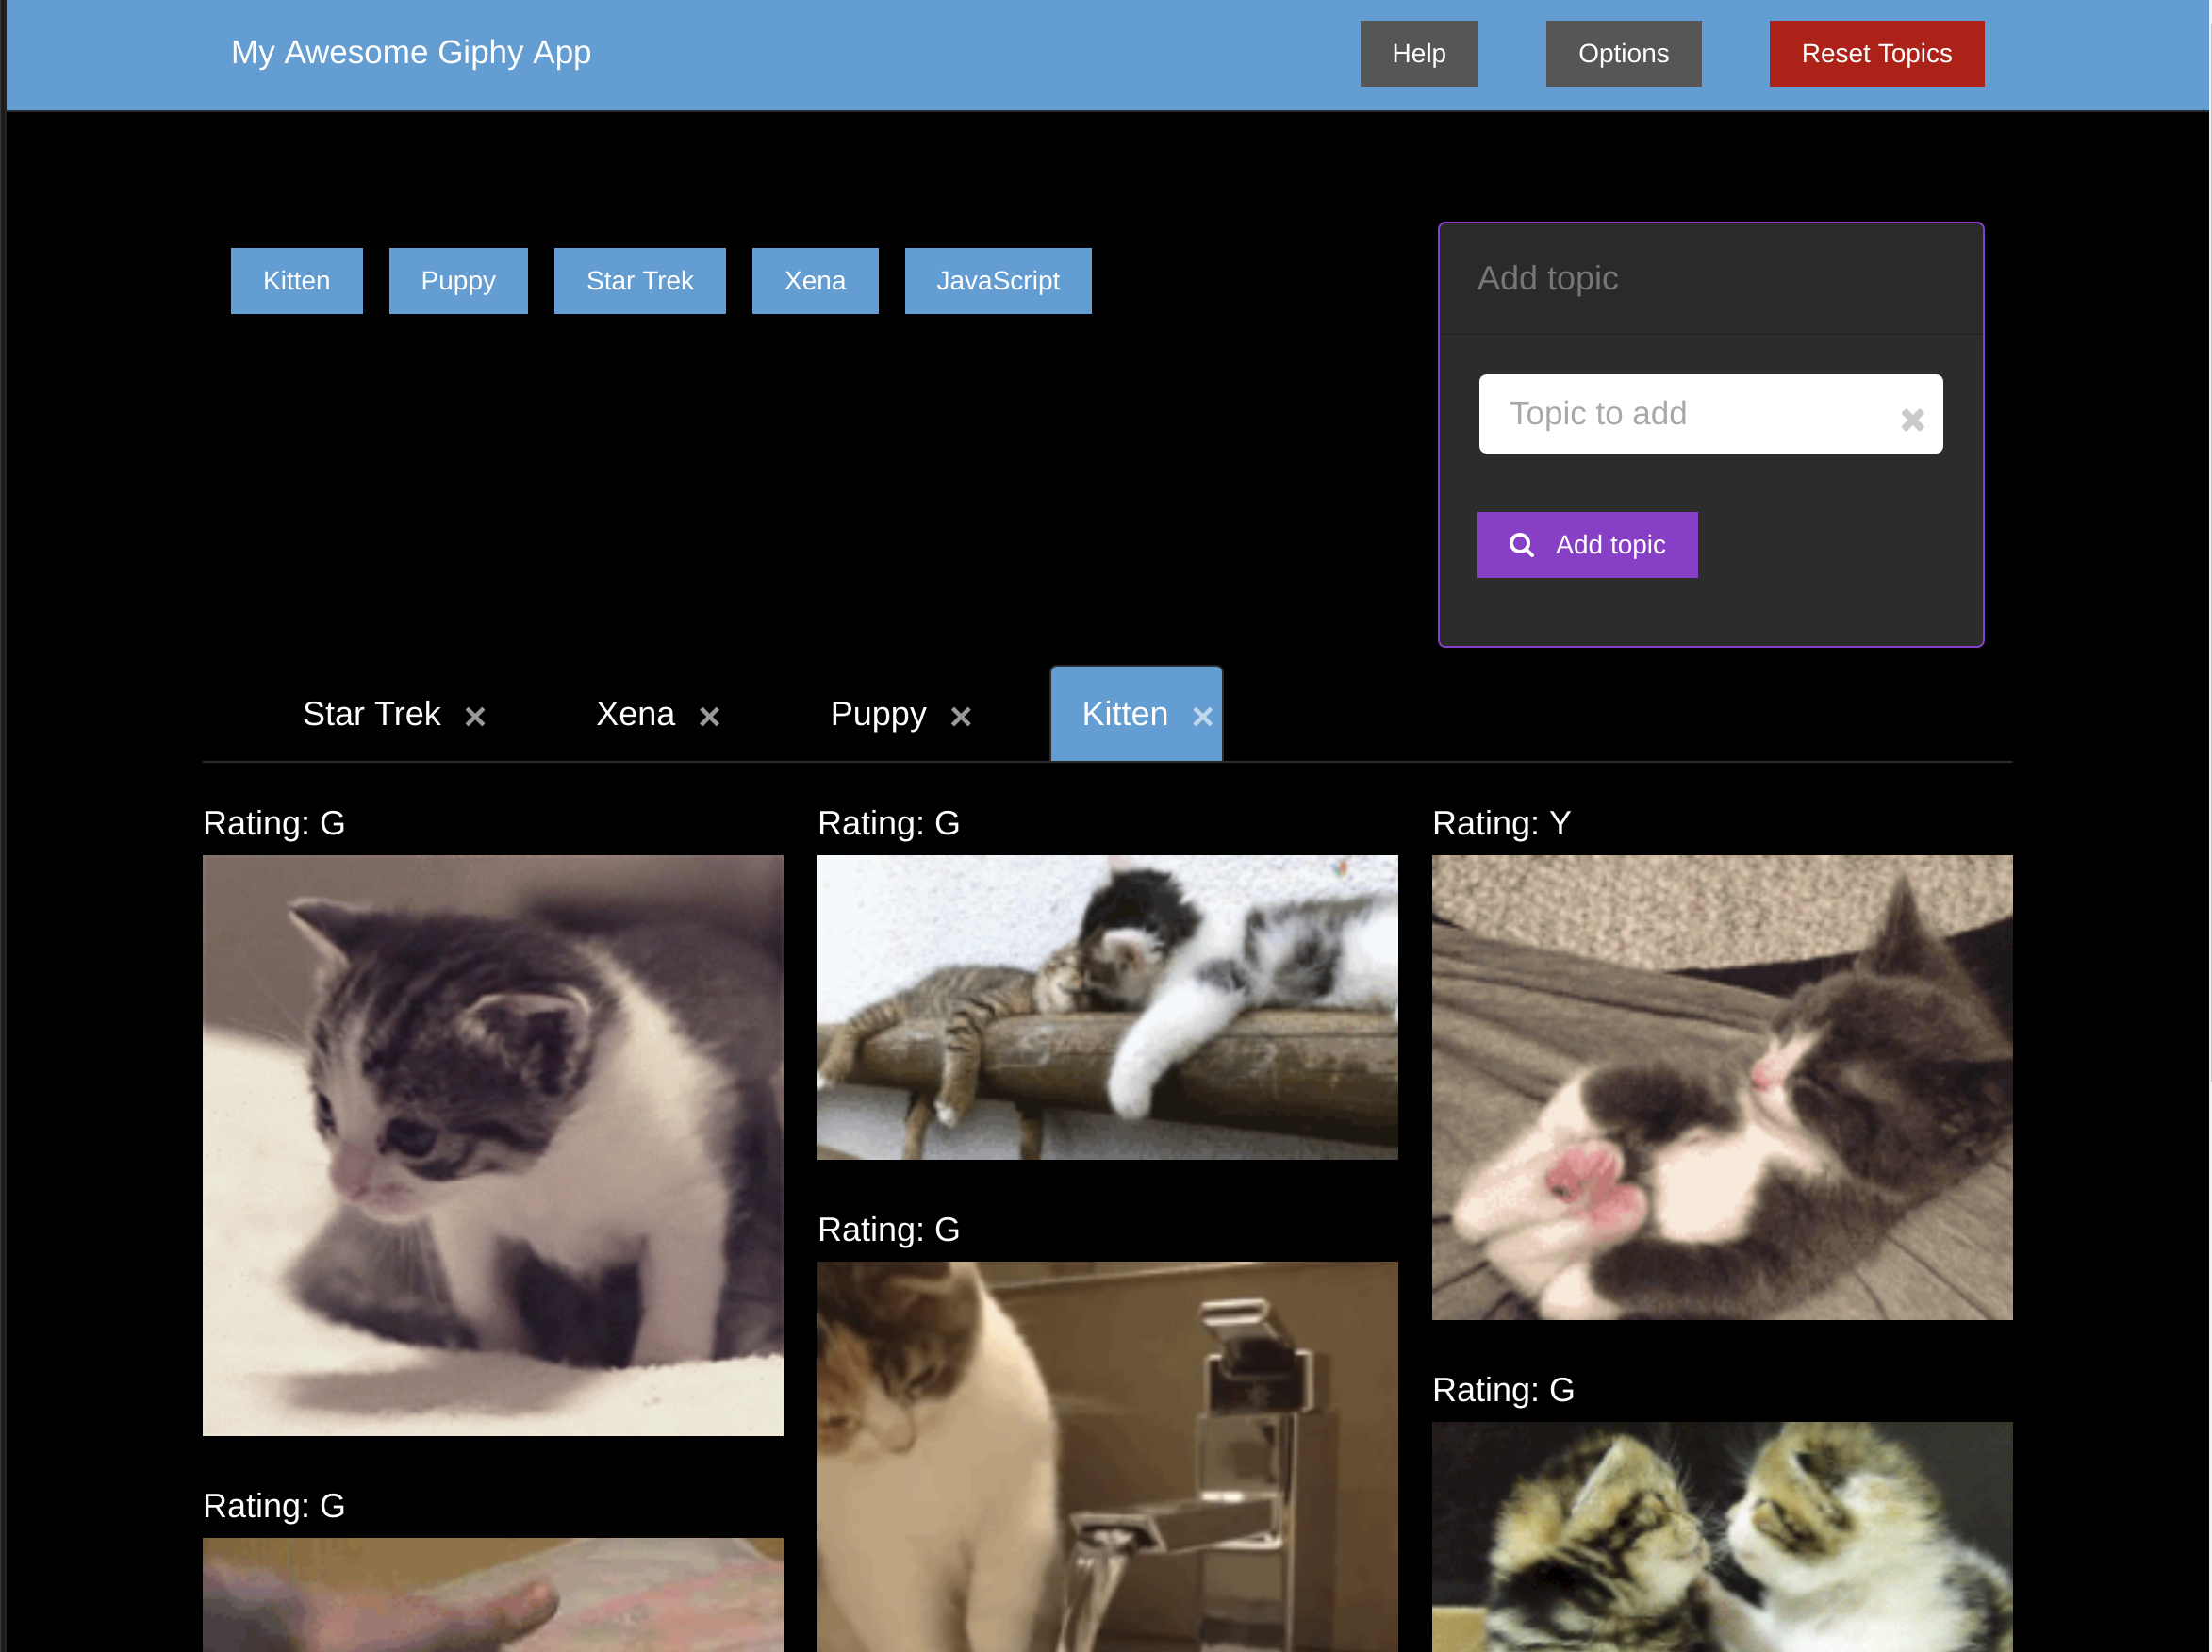 My Awesome Giphy App
Help
Options
Reset Topics
Kitten
Puppy
Star Trek
Xena
JavaScript
Add topic
Topic to add
Add topic
Star Trek
Xena
Puppy
Kitten
Rating: G
Rating: G
Rating: Y
Rating: G
Rating: G
Rating: G